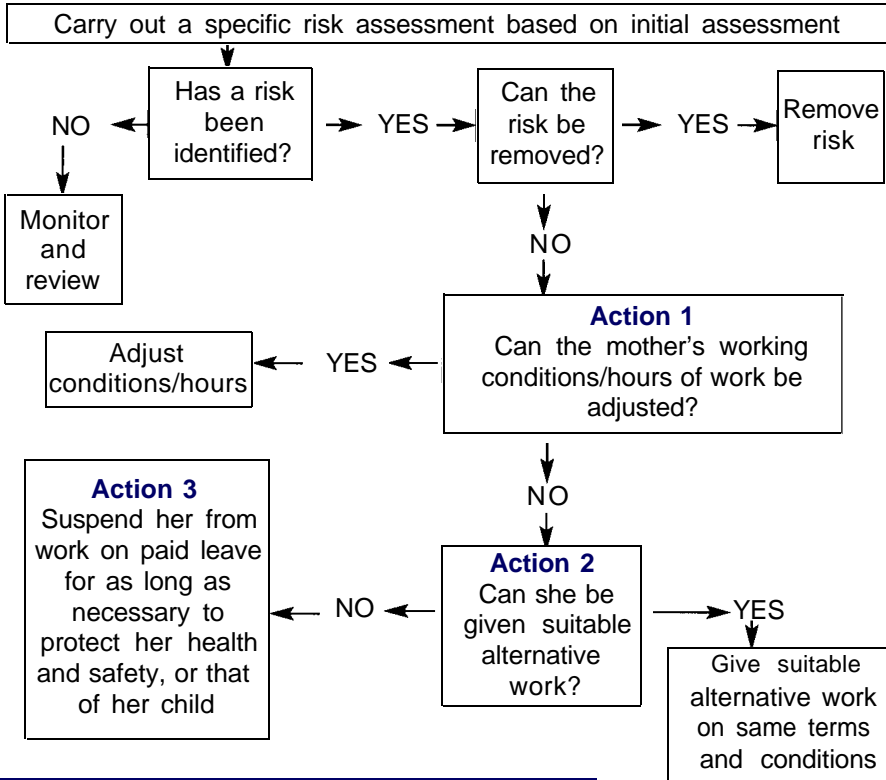 Carry out a specific risk assessment based on initial assessment
Has a risk
been
identified?
NO
YES
Can the
risk be
removed?
YES
Remove
risk
Monitor
and
review
NO
Action 1
Can the mother's working
conditions/hours of work be
adjusted?
YES
Adjust
conditions/hours
NO
Action 2
Can she be
given suitable
alternative
work?
NO
Action 3
Suspend her from
work on paid leave
for as long as
necessary to
protect her health
and safety, or that
of her child
YES
Give suitable
alternative work
on same terms
and conditions